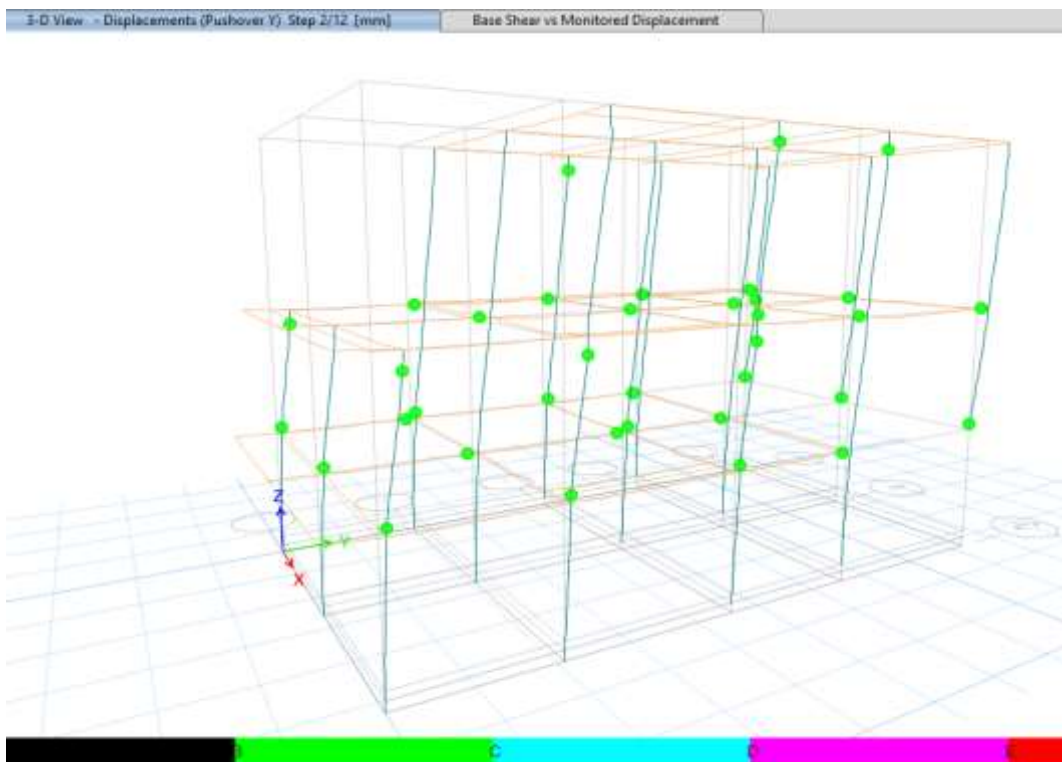 3-D View - Displacements (Pushover Y) Step 2/12 [mm]
Base Shear vs Monitored Displacement
Z
Y
X
B
C
D
E